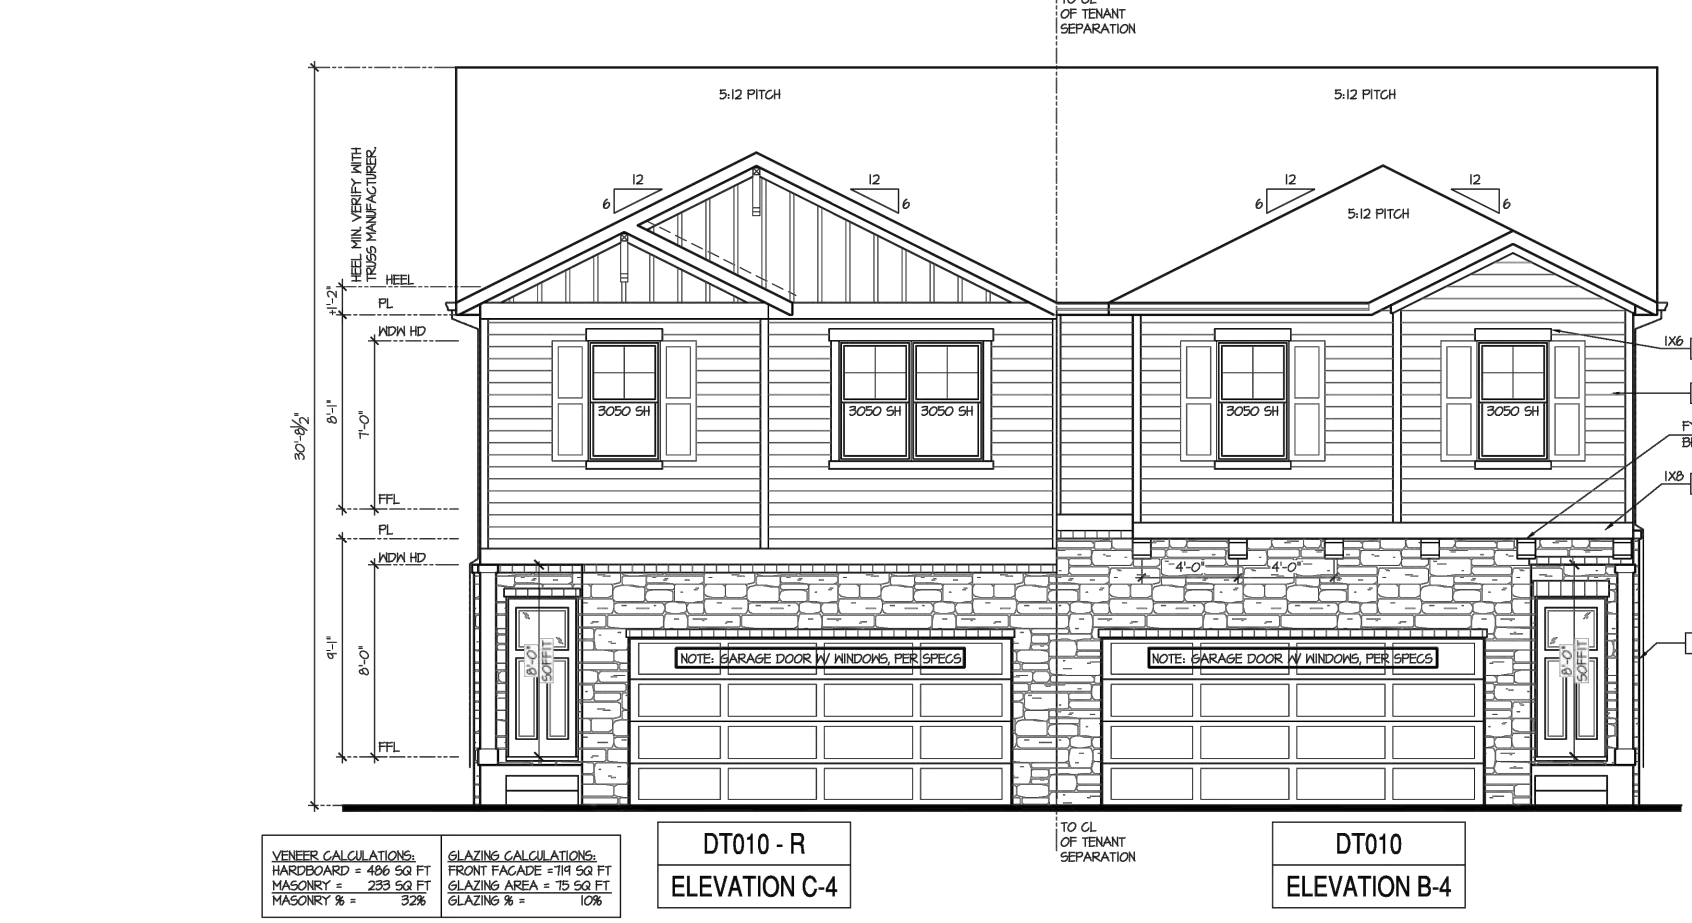 TO CL
OF TENANT
SEPARATION
5:12 PITCH
5:12 PITCH
HEEL MIN. VERIFY WITH
TRUSS MANUFACTURER.
12
6
12
6
12
6
12
6
5:12 PITCH
HEEL
±1'-2"
PL
WDW HD
1X6
30'-8½"
8'-1"
7'-0"
3050 SH
3050 SH
3050 SH
3050 SH
3050 SH
1X8
FFL
PL
WDW HD
4'-0"
4'-0"
9'-1"
8'-0"
8'-0"
SOFFIT
NOTE: GARAGE DOOR W/ WINDOWS, PER SPECS
NOTE: GARAGE DOOR W/ WINDOWS, PER SPECS
8'-0"
SOFFIT
FFL
TO CL
OF TENANT
SEPARATION
DT010 - R
ELEVATION C-4
DT010
ELEVATION B-4
VENEER CALCULATIONS:
HARDBOARD = 486 SQ FT
MASONRY = 233 SQ FT
MASONRY % = 32%
GLAZING CALCULATIONS:
FRONT FACADE =719 SQ FT
GLAZING AREA = 75 SQ FT
GLAZING % = 10%